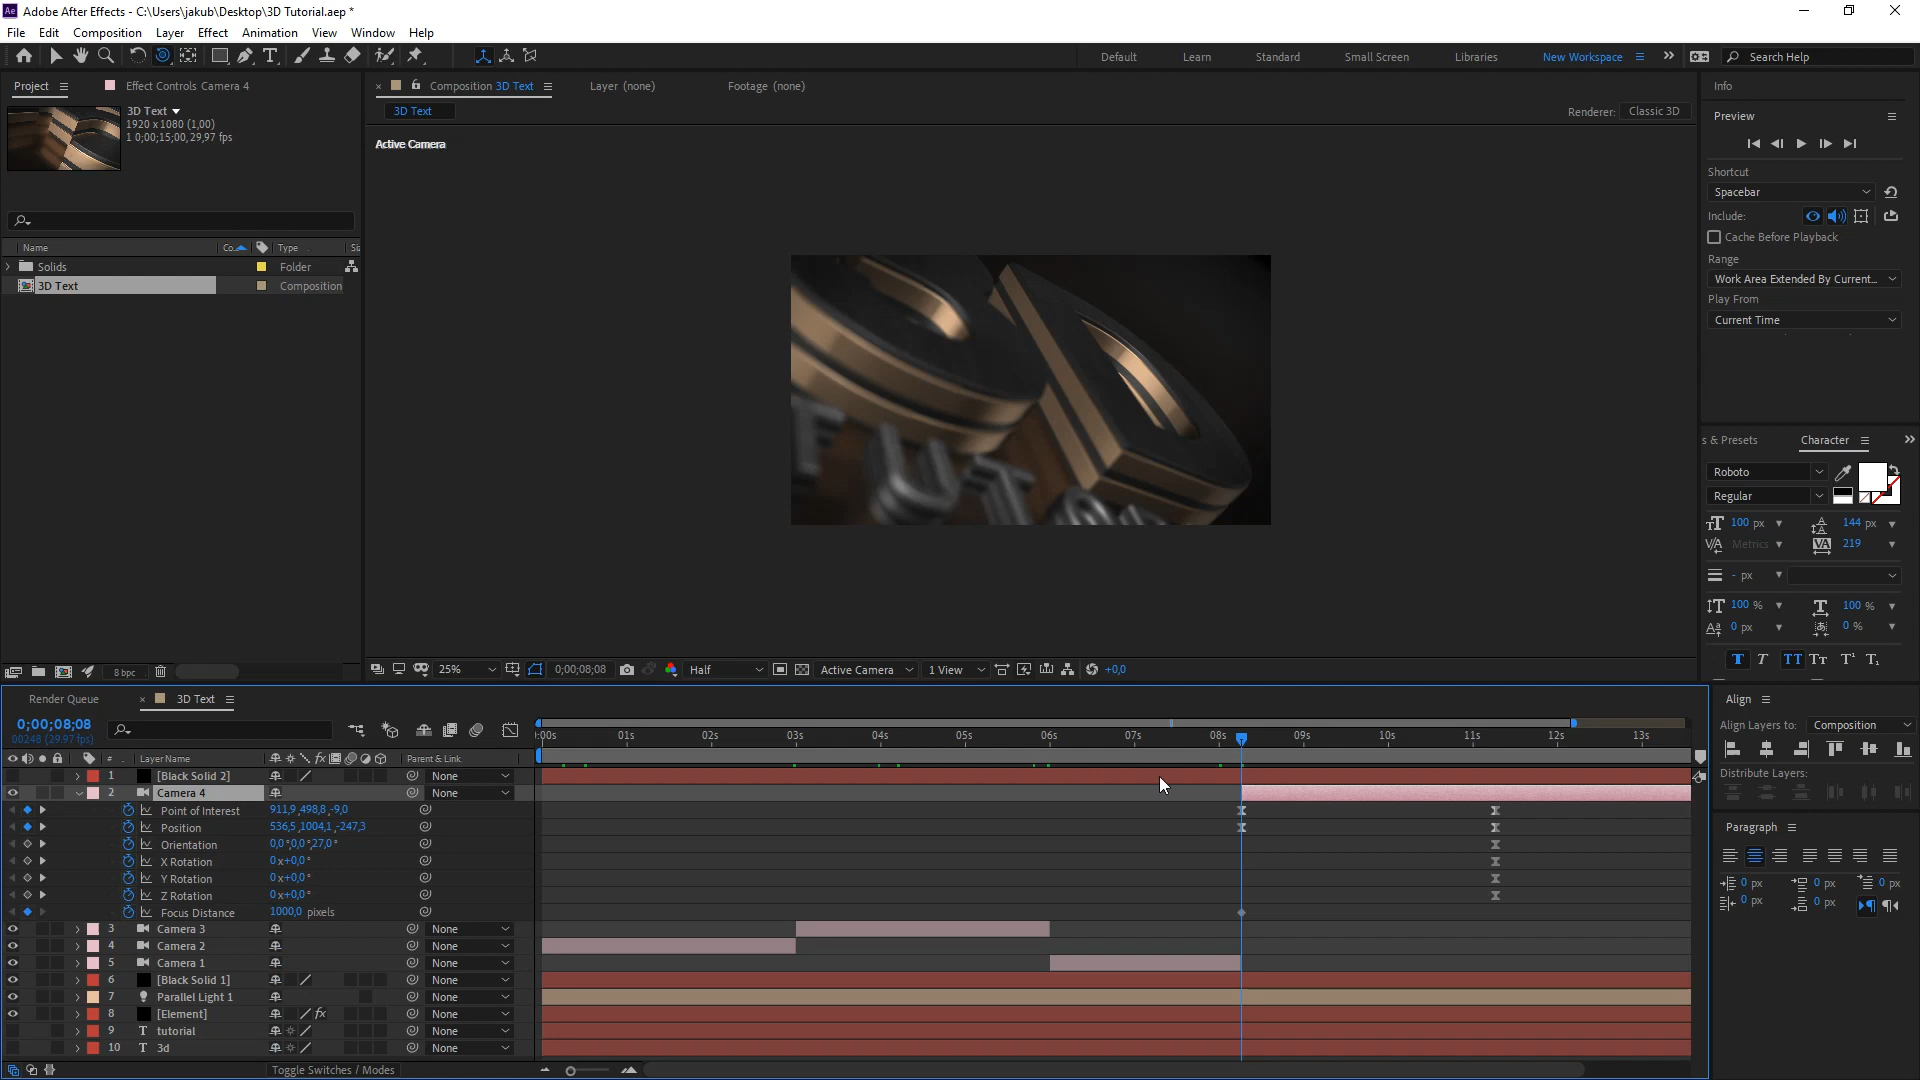 Adobe After Effects - C:\Users\jakub\Desktop\3D Tutorial.aep *
File Edit Composition Layer Effect Animation View Window Help
Default Learn Standard Small Screen Libraries New Workspace Search Help
Project Effect Controls Camera 4
3D Text
1920 x 1080 (1,00)
1 0;00;15;00, 29,97 fps
Name Co... Type Siz
Solids Folder
3D Text Composition
8 bpc
Composition 3D Text Layer (none) Footage (none)
3D Text Renderer: Classic 3D
Active Camera
25% 0;00;08;08 Half Active Camera 1 View +0,0
Info
Preview
Shortcut
Spacebar
Include:
Cache Before Playback
Range
Work Area Extended By Current...
Play From
Current Time
s & Presets Character
Roboto
Regular
100 px 144 px
Metrics 219
- px
100 % 100 %
0 px 0 %
T T TT Tt T¹ T₁
Render Queue 3D Text
0;00;08;08
00248 (29.97 fps)
:00s 01s 02s 03s 04s 05s 06s 07s 08s 09s 10s 11s 12s 13s
# Layer Name Parent & Link
1 [Black Solid 2] None
2 Camera 4 None
Point of Interest 911,9,498,8,-9,0
Position 536,5,1004,1,-247,3
Orientation 0,0°,0,0°,27,0°
X Rotation 0x+0,0°
Y Rotation 0x+0,0°
Z Rotation 0x+0,0°
Focus Distance 1000,0 pixels
3 Camera 3 None
4 Camera 2 None
5 Camera 1 None
6 [Black Solid 1] None
7 Parallel Light 1 None
8 [Element] fx None
9 T tutorial None
10 T 3d None
Toggle Switches / Modes
Align
Align Layers to: Composition
Distribute Layers:
Paragraph
0 px 0 px 0 px
0 px 0 px